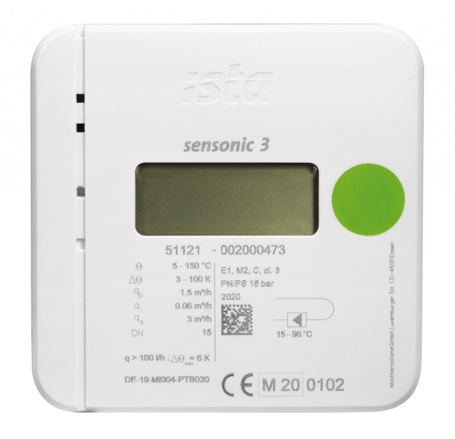 ista
sensonic 3
51121 - 002000473
Θ 5 - 150 °C
ΔΘ 3 - 100 K
qp 1.5 m³/h
qi 0.06 m³/h
qs 3 m³/h
DN 15
E1, M2, C, cl. 3
PN/PS 16 bar
2020
15 - 90 °C
q > 100 l/h : ΔΘmin = 6 K
DE-19-MI004-PTB030
CE M 20 0102